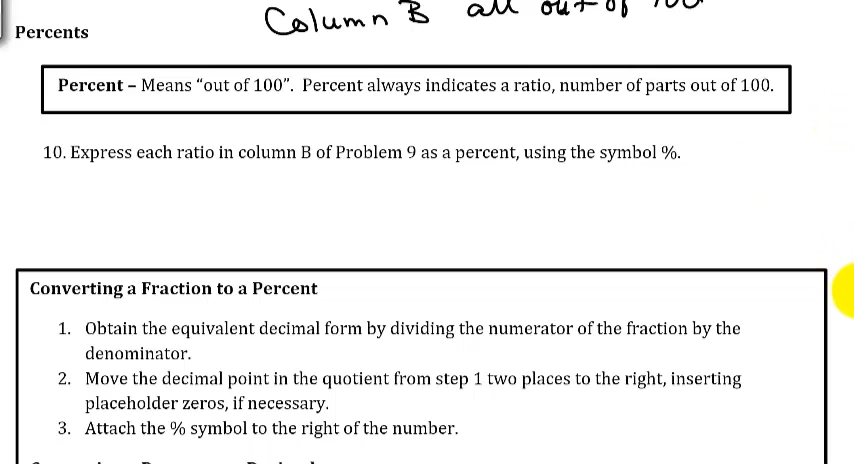 Column B all out of 100
Percents
Percent – Means “out of 100”. Percent always indicates a ratio, number of parts out of 100.
10. Express each ratio in column B of Problem 9 as a percent, using the symbol %.
Converting a Fraction to a Percent
1. Obtain the equivalent decimal form by dividing the numerator of the fraction by the
denominator.
2. Move the decimal point in the quotient from step 1 two places to the right, inserting
placeholder zeros, if necessary.
3. Attach the % symbol to the right of the number.